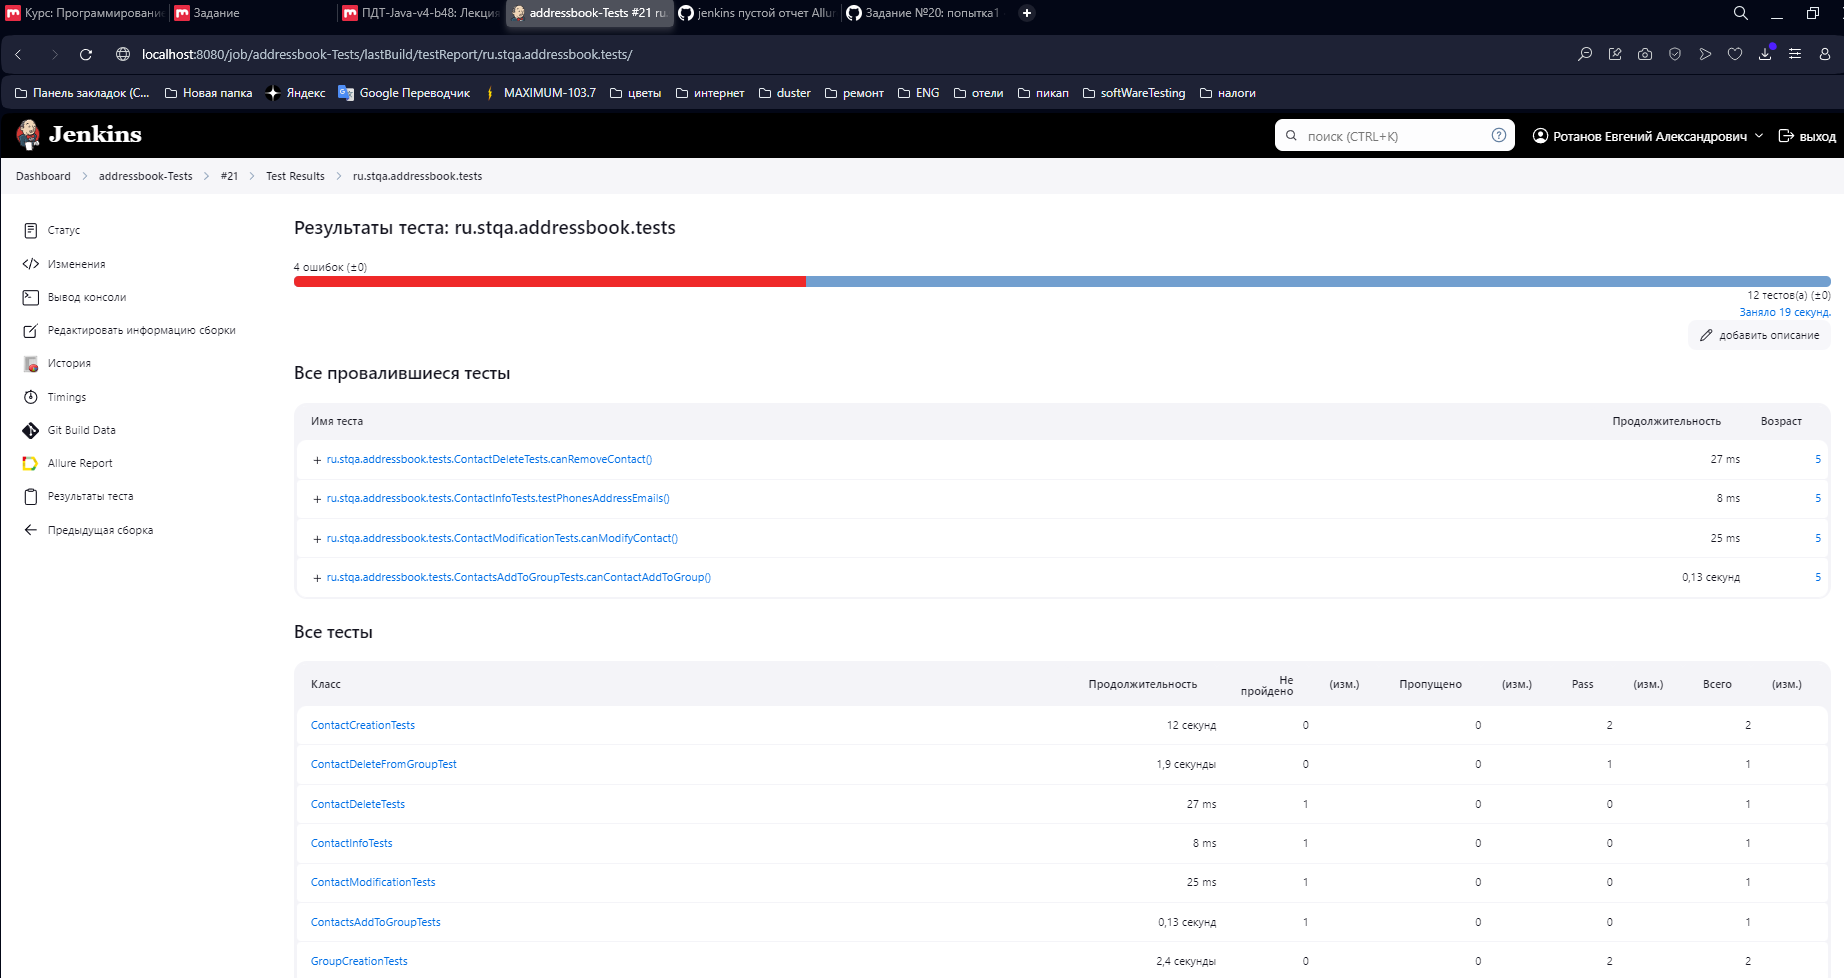 Курс: Программировани
Задание
ПДТ-Java-v4-b48: Лекция
addressbook-Tests #21 ru.
jenkins пустой отчет Allur
Задание №20: попытка1
localhost:8080/job/addressbook-Tests/lastBuild/testReport/ru.stqa.addressbook.tests/
Панель закладок (С...
Новая папка
Яндекс
Google Переводчик
MAXIMUM-103.7
цветы
интернет
duster
ремонт
ENG
отели
пикап
softWareTesting
налоги
Jenkins
поиск (CTRL+K)
Ротанов Евгений Александрович
выход
Dashboard
addressbook-Tests
#21
Test Results
ru.stqa.addressbook.tests
Статус
Изменения
Вывод консоли
Редактировать информацию сборки
История
Timings
Git Build Data
Allure Report
Результаты теста
Предыдущая сборка
Результаты теста: ru.stqa.addressbook.tests
4 ошибок (±0)
12 тестов(а) (±0)
Заняло 19 секунд.
добавить описание
Все провалившиеся тесты
Имя теста Продолжительность Возраст
+ ru.stqa.addressbook.tests.ContactDeleteTests.canRemoveContact() 27 ms 5
+ ru.stqa.addressbook.tests.ContactInfoTests.testPhonesAddressEmails() 8 ms 5
+ ru.stqa.addressbook.tests.ContactModificationTests.canModifyContact() 25 ms 5
+ ru.stqa.addressbook.tests.ContactsAddToGroupTests.canContactAddToGroup() 0,13 секунд 5
Все тесты
Класс Продолжительность Не пройдено (изм.) Пропущено (изм.) Pass (изм.) Всего (изм.)
ContactCreationTests 12 секунд 0 0 2 2
ContactDeleteFromGroupTest 1,9 секунды 0 0 1 1
ContactDeleteTests 27 ms 1 0 0 1
ContactInfoTests 8 ms 1 0 0 1
ContactModificationTests 25 ms 1 0 0 1
ContactsAddToGroupTests 0,13 секунд 1 0 0 1
GroupCreationTests 2,4 секунды 0 0 2 2